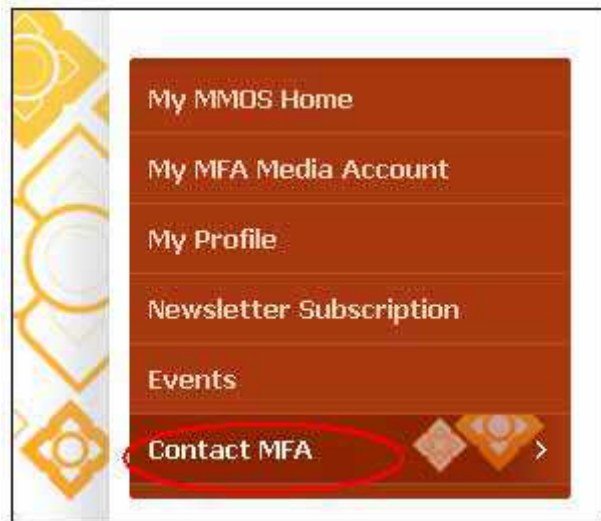 My MMOS Home
My MFA Media Account
My Profile
Newsletter Subscription
Events
Contact MFA